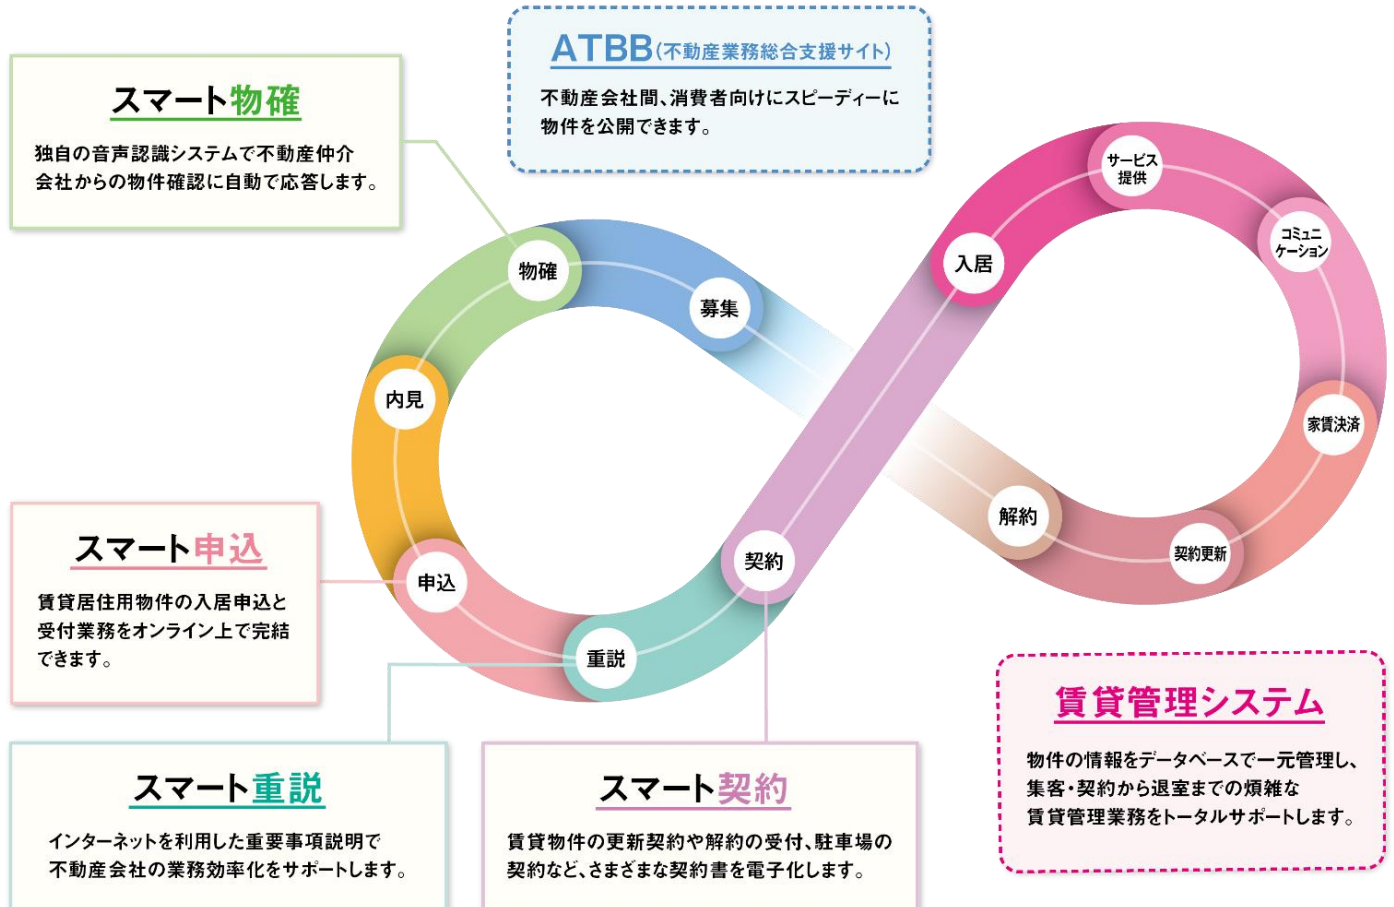 ATBB(不動産業務総合支援サイト)
不動産会社間、消費者向けにスピーディーに
物件を公開できます。
スマート物確
独自の音声認識システムで不動産仲介
会社からの物件確認に自動で応答します。
サービス
提供
コミュニ
ケーション
入居
物確
募集
内見
家賃決済
解約
契約更新
契約
申込
重説
スマート申込
賃貸居住用物件の入居申込と
受付業務をオンライン上で完結
できます。
賃貸管理システム
物件の情報をデータベースで一元管理し、
集客・契約から退室までの煩雑な
賃貸管理業務をトータルサポートします。
スマート重説
インターネットを利用した重要事項説明で
不動産会社の業務効率化をサポートします。
スマート契約
賃貸物件の更新契約や解約の受付、駐車場の
契約など、さまざまな契約書を電子化します。